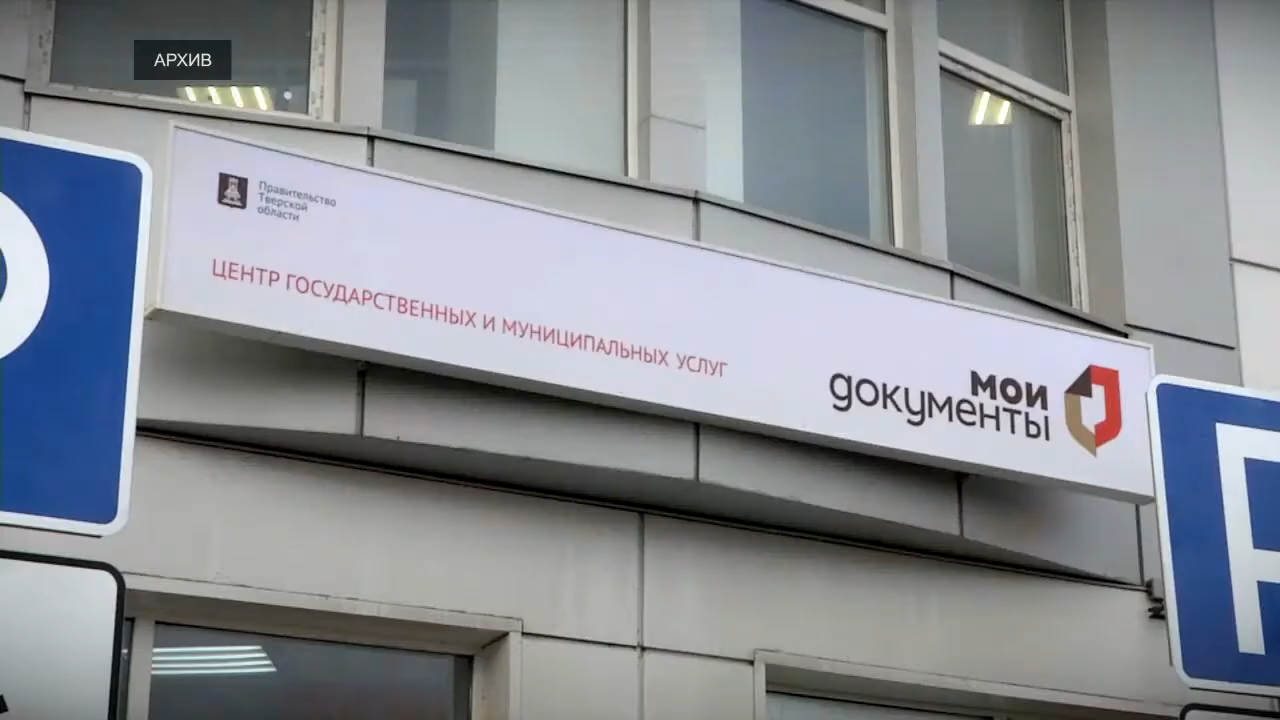 АРХИВ
Правительство
Тверской
области
ЦЕНТР ГОСУДАРСТВЕННЫХ И МУНИЦИПАЛЬНЫХ УСЛУГ
мои
документы
P